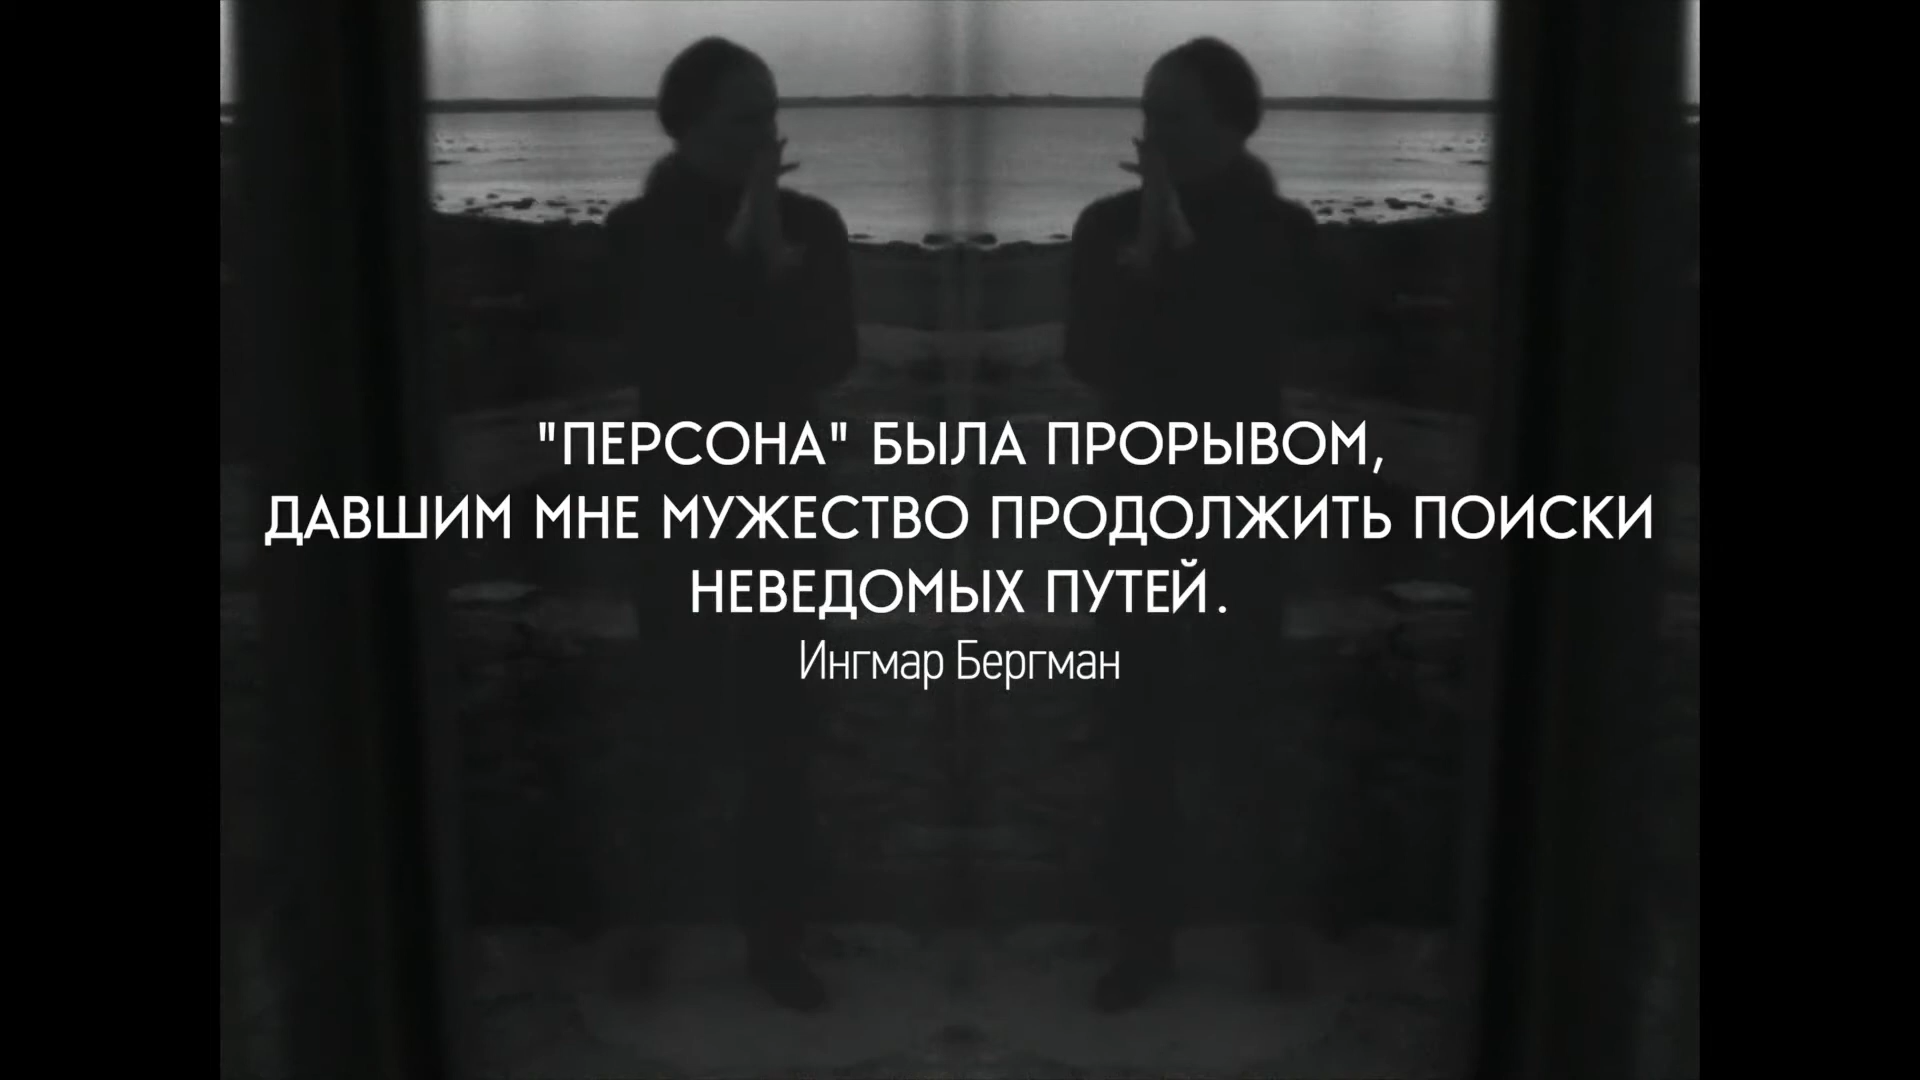 "ПЕРСОНА" БЫЛА ПРОРЫВОМ,
ДАВШИМ МНЕ МУЖЕСТВО ПРОДОЛЖИТЬ ПОИСКИ
НЕВЕДОМЫХ ПУТЕЙ.
Ингмар Бергман